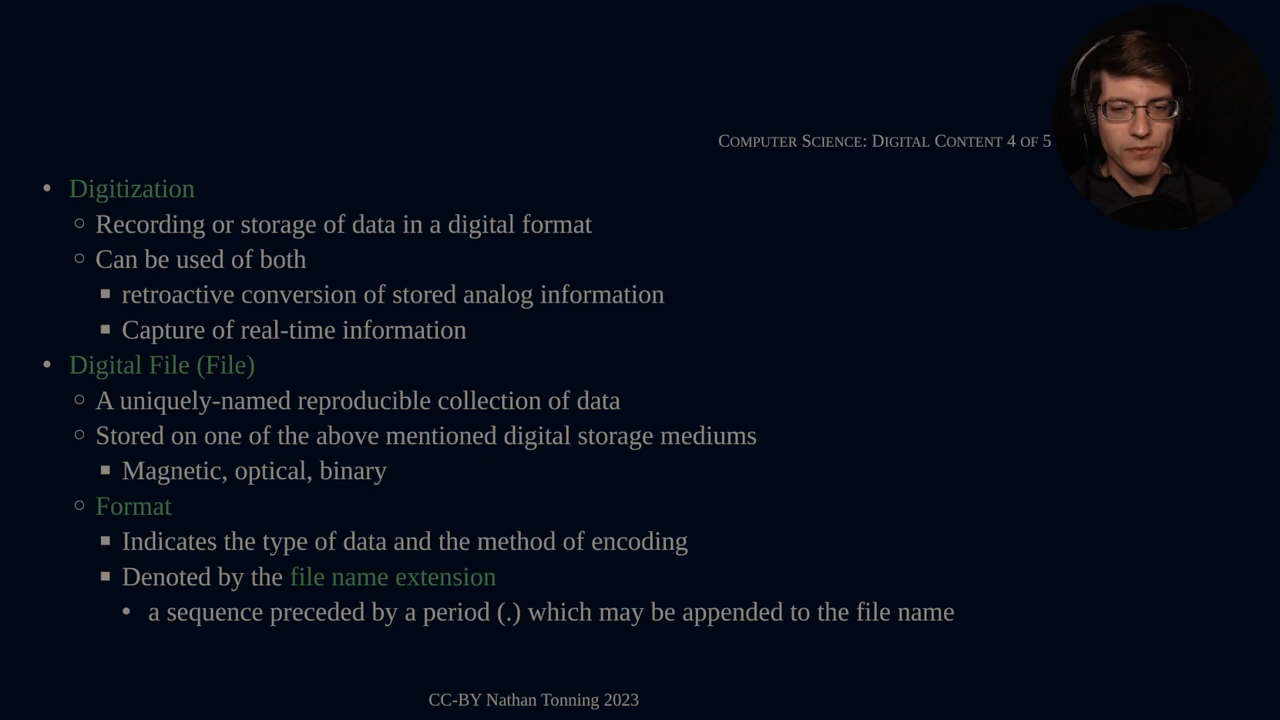 Computer Science: Digital Content 4 of 5
• Digitization
○ Recording or storage of data in a digital format
○ Can be used of both
▪ retroactive conversion of stored analog information
▪ Capture of real-time information
• Digital File (File)
○ A uniquely-named reproducible collection of data
○ Stored on one of the above mentioned digital storage mediums
▪ Magnetic, optical, binary
○ Format
▪ Indicates the type of data and the method of encoding
▪ Denoted by the file name extension
• a sequence preceded by a period (.) which may be appended to the file name
CC-BY Nathan Tonning 2023